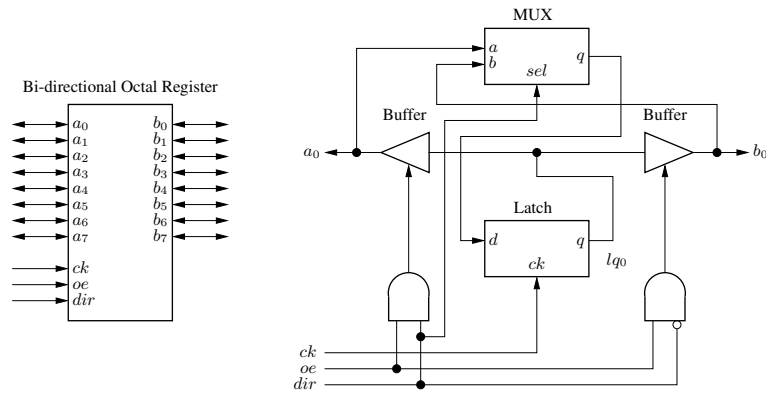 Bi-directional Octal Register
a0 b0
a1 b1
a2 b2
a3 b3
a4 b4
a5 b5
a6 b6
a7 b7
ck
oe
dir
MUX
a
b
q
sel
Buffer
Buffer
a0
b0
Latch
d
q
ck
lq0
ck
oe
dir